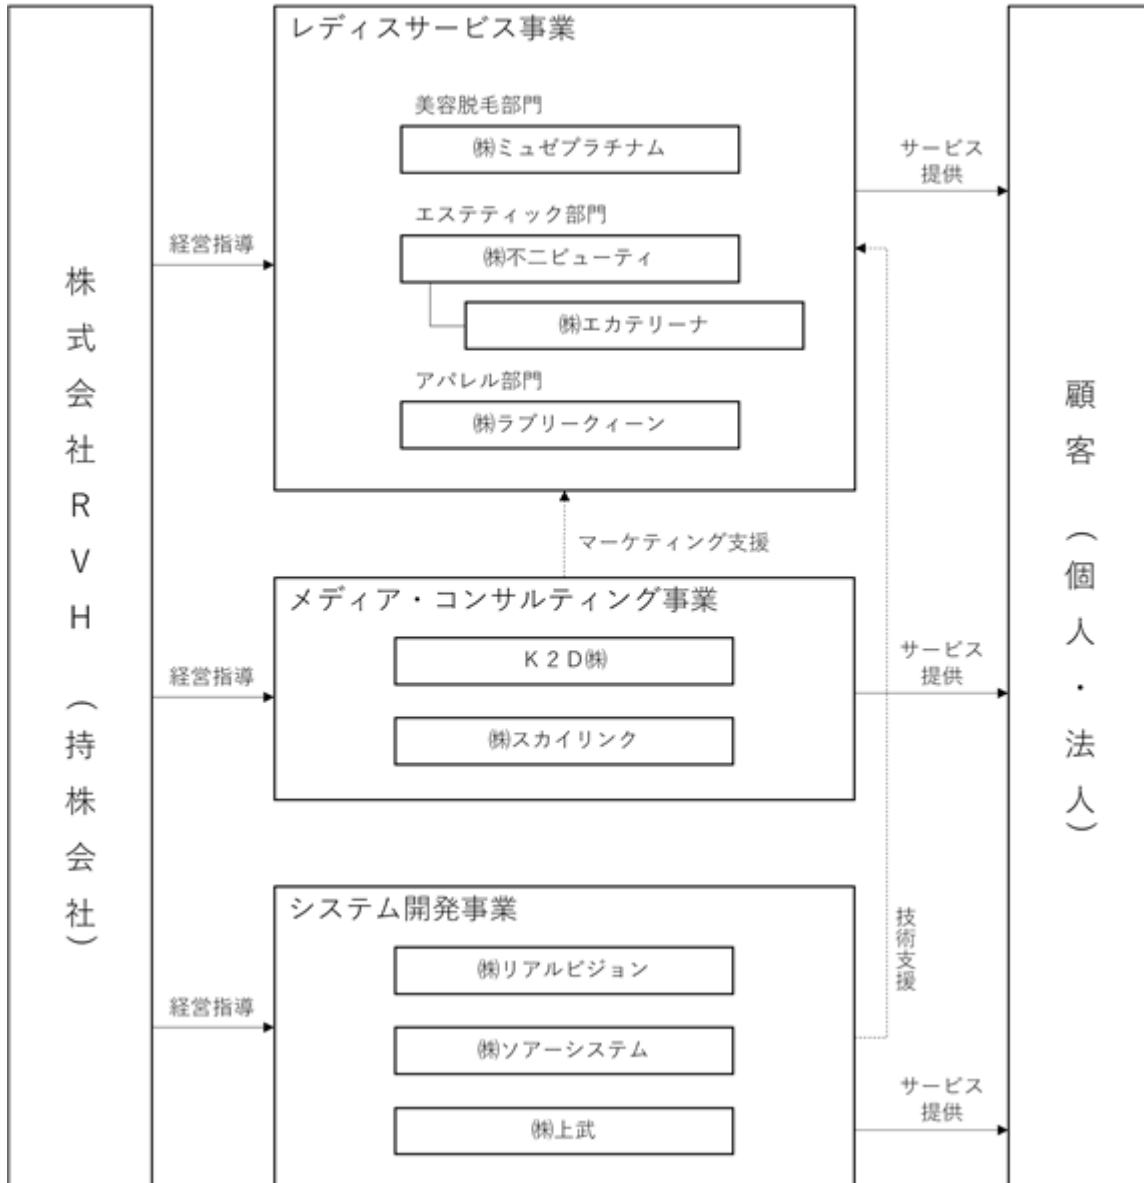 株式会社RVH （持株会社）
経営指導
経営指導
経営指導
レディスサービス事業
美容脱毛部門
㈱ミュゼプラチナム
エステティック部門
㈱不二ビューティ
㈱エカテリーナ
アパレル部門
㈱ラブリークィーン
マーケティング支援
メディア・コンサルティング事業
K2D㈱
㈱スカイリンク
システム開発事業
㈱リアルビジョン
㈱ソアーシステム
㈱上武
サービス
提供
サービス
提供
技術支援
サービス
提供
顧客 （個人・法人）